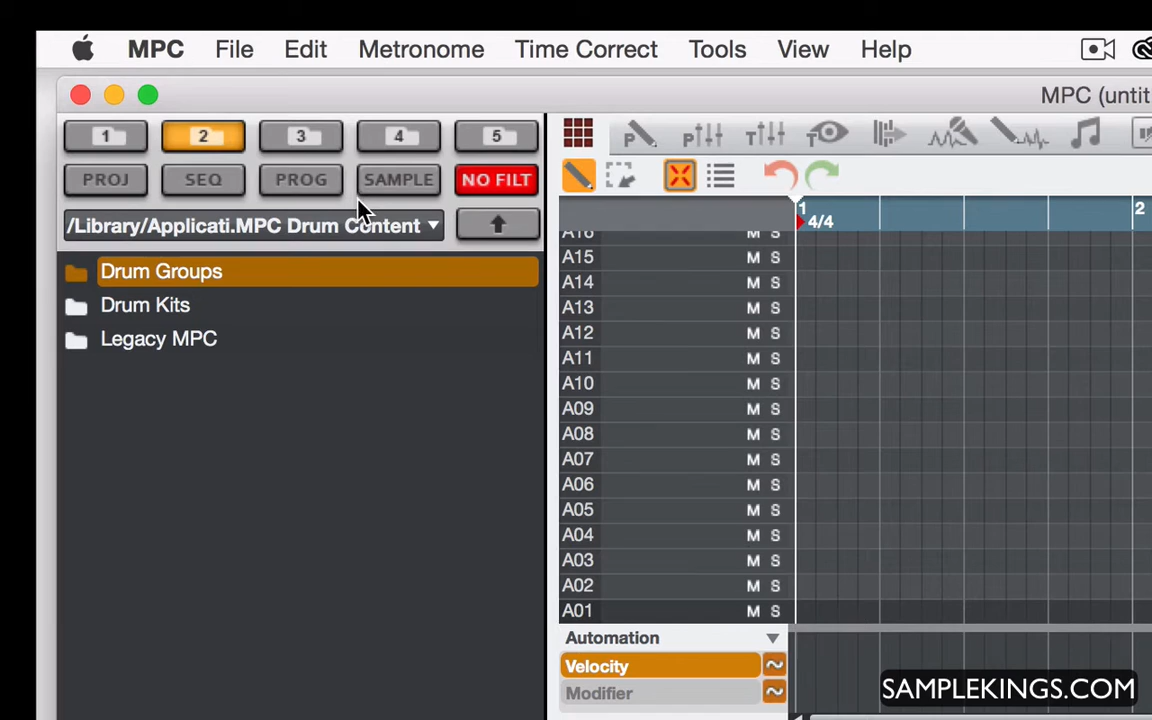 MPC File Edit Metronome Time Correct Tools View Help
MPC (untit
1 2 3 4 5
PROJ SEQ PROG SAMPLE NO FILT
/Library/Applicati.MPC Drum Content
Drum Groups
Drum Kits
Legacy MPC
1 2
4/4
A16 M S
A15 M S
A14 M S
A13 M S
A12 M S
A11 M S
A10 M S
A09 M S
A08 M S
A07 M S
A06 M S
A05 M S
A04 M S
A03 M S
A02 M S
A01 M S
Automation
Velocity
Modifier
SAMPLEKINGS.COM